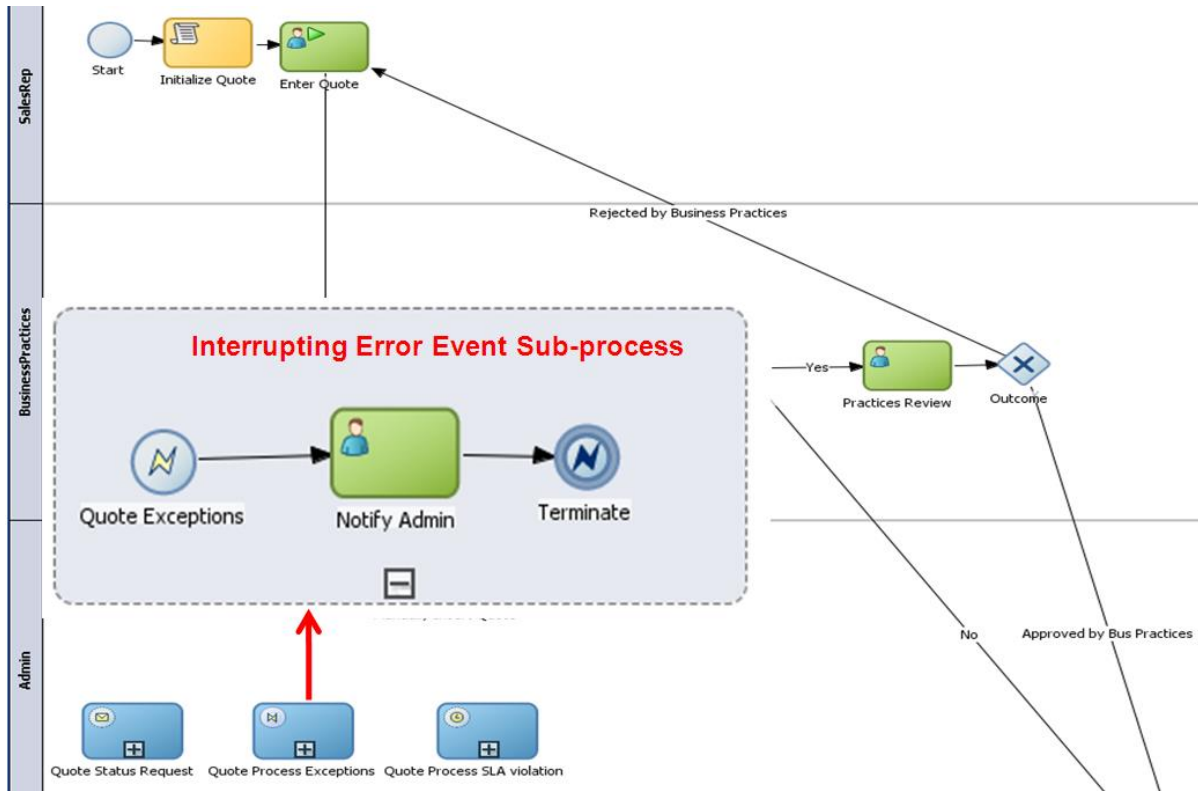 SalesRep
Start
Initialize Quote
Enter Quote
Rejected by Business Practices
BusinessPractices
Interrupting Error Event Sub-process
Quote Exceptions
Notify Admin
Terminate
Yes
Practices Review
Outcome
Admin
No
Approved by Bus Practices
Quote Status Request
Quote Process Exceptions
Quote Process SLA violation